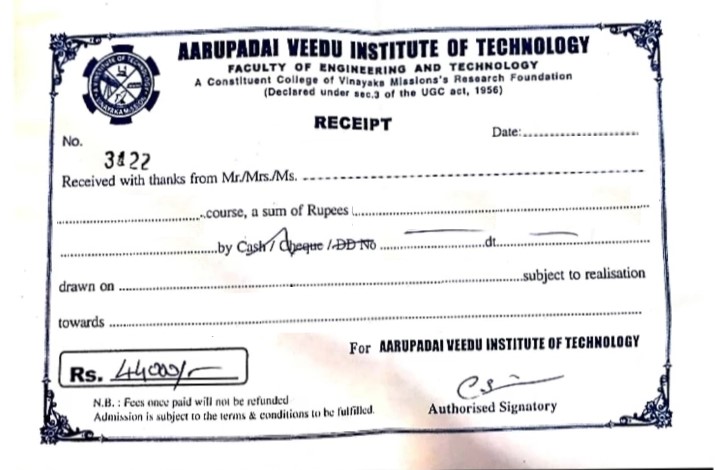 AARUPADAI VEEDU INSTITUTE OF TECHNOLOGY
FACULTY OF ENGINEERING AND TECHNOLOGY
A Constituent College of Vinayaka Missions's Research Foundation
(Declared under sec.3 of the UGC act, 1956)
RECEIPT
No. Date:
3122
Received with thanks from Mr./Mrs./Ms.
course, a sum of Rupees
by Cash / Cheque / DD No dt.
drawn on subject to realisation
towards
For AARUPADAI VEEDU INSTITUTE OF TECHNOLOGY
Rs. 44000/-
N.B. : Fees once paid will not be refunded
Admission is subject to the terms & conditions to be fulfilled.
Authorised Signatory